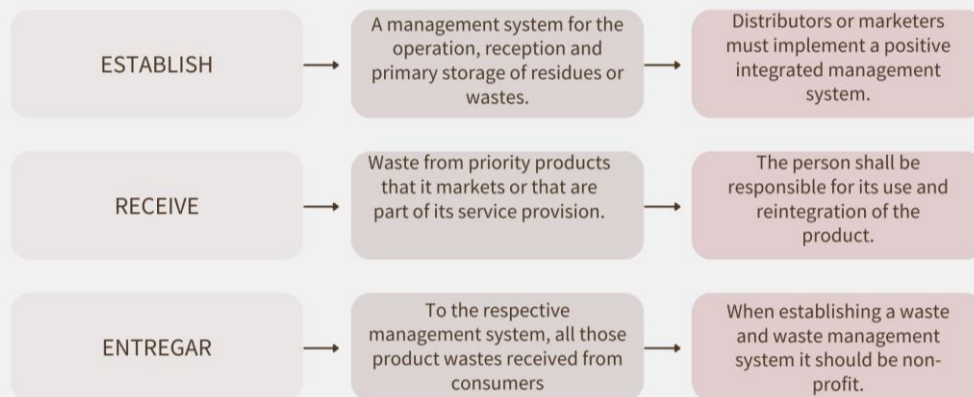 ESTABLISH
A management system for the
operation, reception and
primary storage of residues or
wastes.
Distributors or marketers
must implement a positive
integrated management
system.
RECEIVE
Waste from priority products
that it markets or that are
part of its service provision.
The person shall be
responsible for its use and
reintegration of the
product.
ENTREGAR
To the respective
management system, all those
product wastes received from
consumers
When establishing a waste
and waste management
system it should be non-
profit.